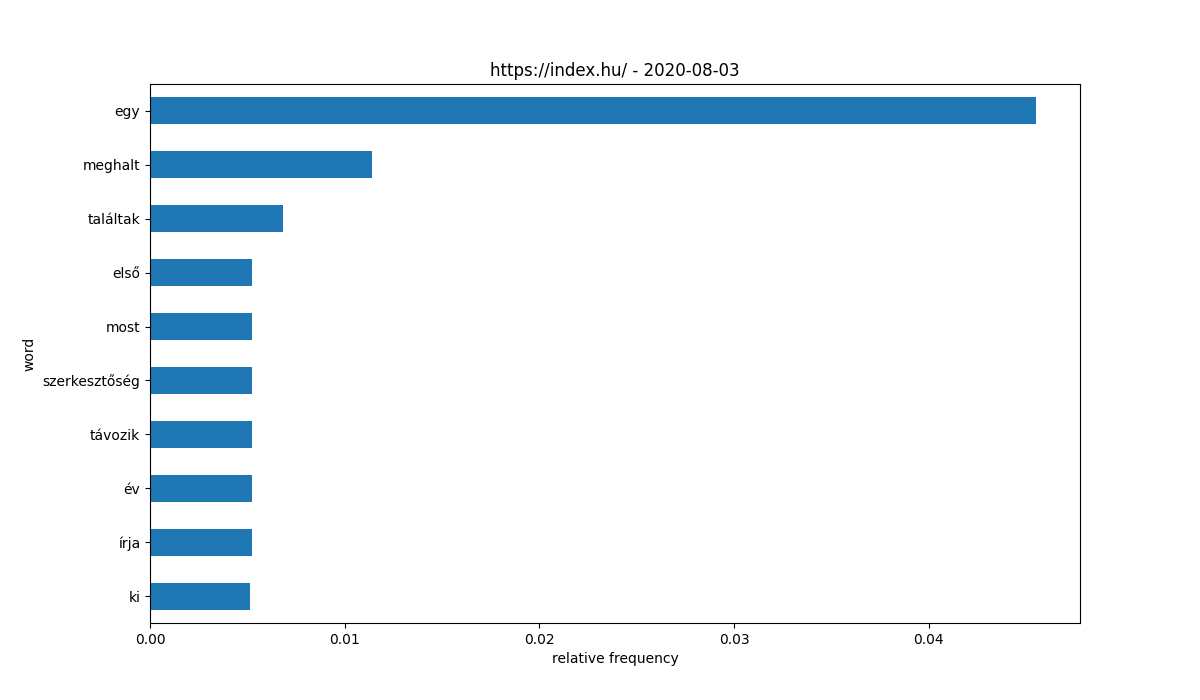 https://index.hu/ - 2020-08-03
egy
meghalt
találtak
első
most
szerkesztőség
távozik
év
írja
ki
word
0.00 0.01 0.02 0.03 0.04
relative frequency